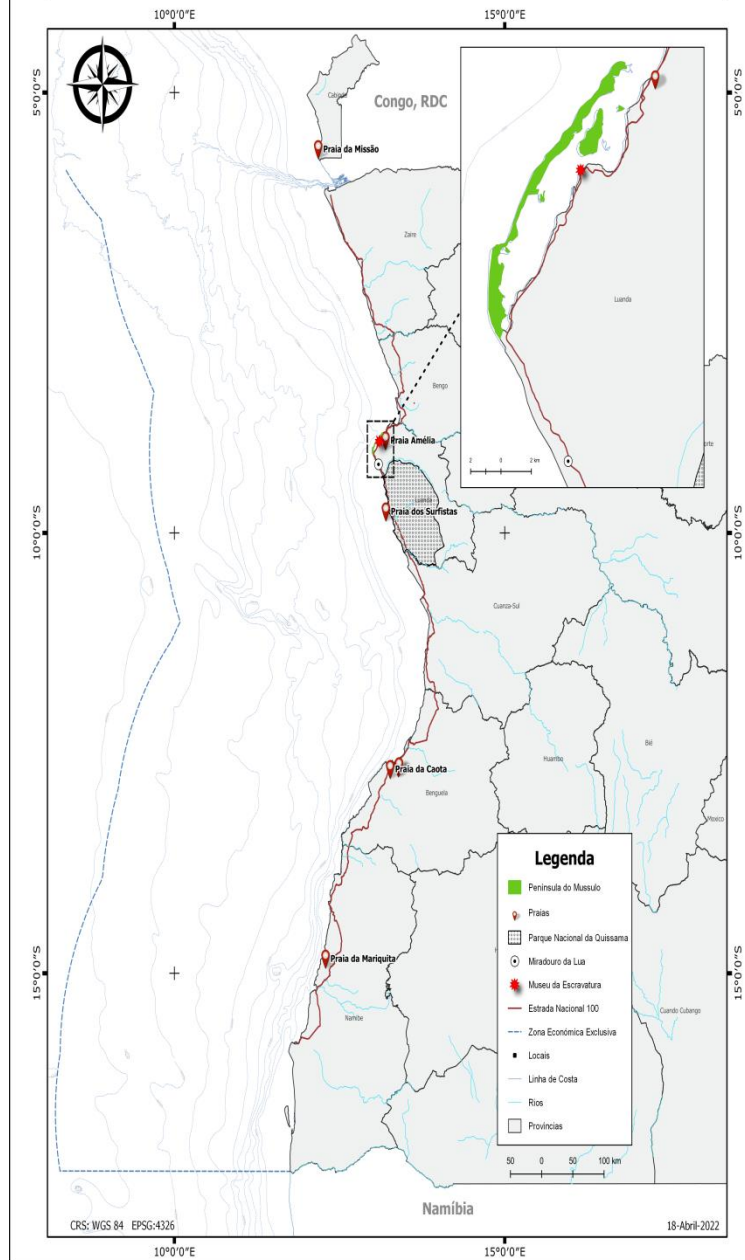 10°0'0"E
15°0'0"E
5°0'0"S
5°0'0"S
Cabinda
Congo, RDC
Praia da Missão
Zaire
Bengo
Luanda
2 0 2 km
Praia Amélia
Luanda
Praia dos Surfistas
10°0'0"S
10°0'0"S
Cuanza-Sul
Praia da Caota
Benguela
Huambo
Bié
Moxico
Legenda
Península do Mussulo
Praias
Parque Nacional da Quissama
Miradouro da Lua
Museu da Escravatura
Estrada Nacional 100
Zona Económica Exclusiva
Locais
Linha de Costa
Rios
Províncias
50 0 50 100 km
15°0'0"S
15°0'0"S
Praia da Mariquita
Namibe
Cuando Cubango
Namíbia
CRS: WGS 84 EPSG:4326
18-Abril-2022
10°0'0"E
15°0'0"E